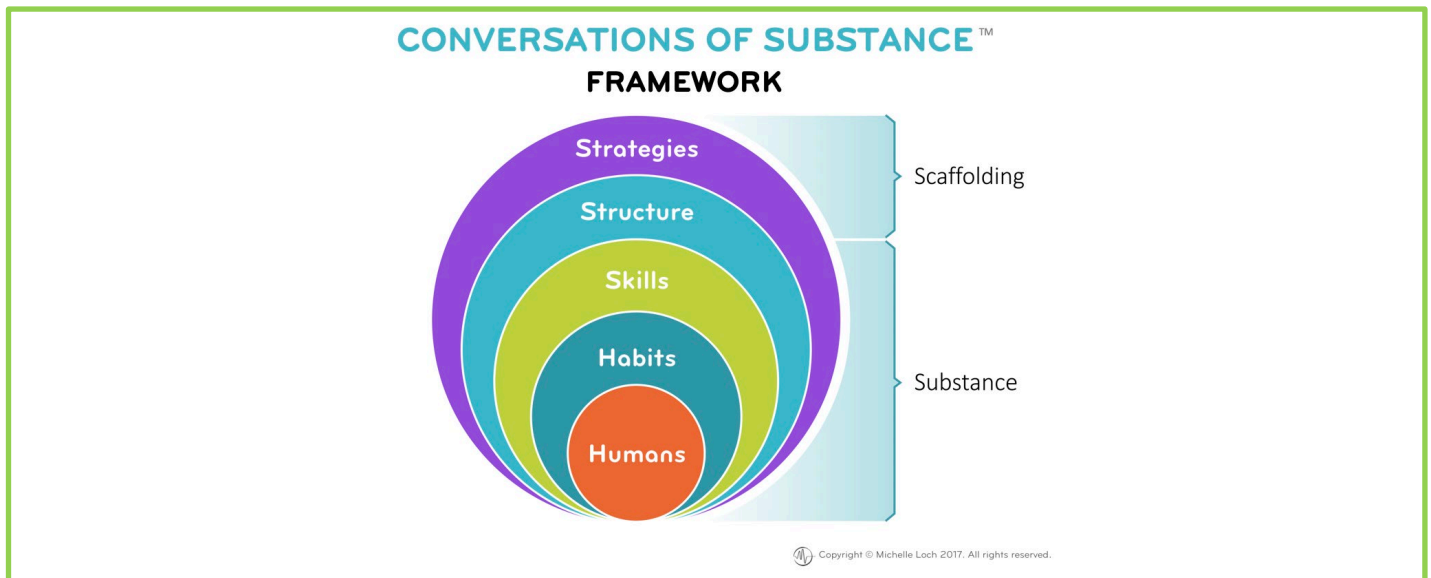 CONVERSATIONS OF SUBSTANCE™
FRAMEWORK
Strategies
Scaffolding
Structure
Skills
Habits
Substance
Humans
Copyright © Michelle Loch 2017. All rights reserved.